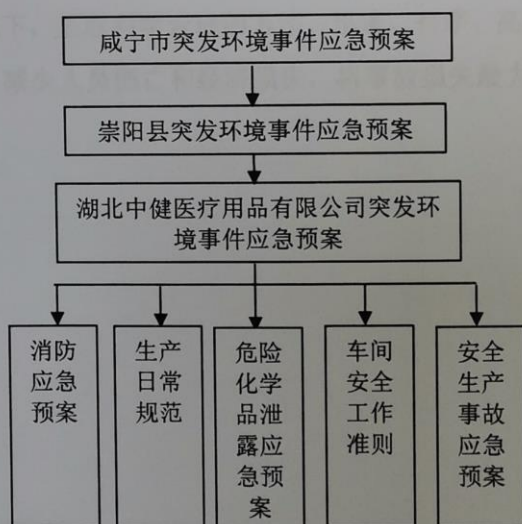 咸宁市突发环境事件应急预案
崇阳县突发环境事件应急预案
湖北中健医疗用品有限公司突发环
境事件应急预案
消防
应急
预案
生产
日常
规范
危险
化学
品泄
露应
急预
案
车间
安全
工作
准则
安全
生产
事故
应急
预案